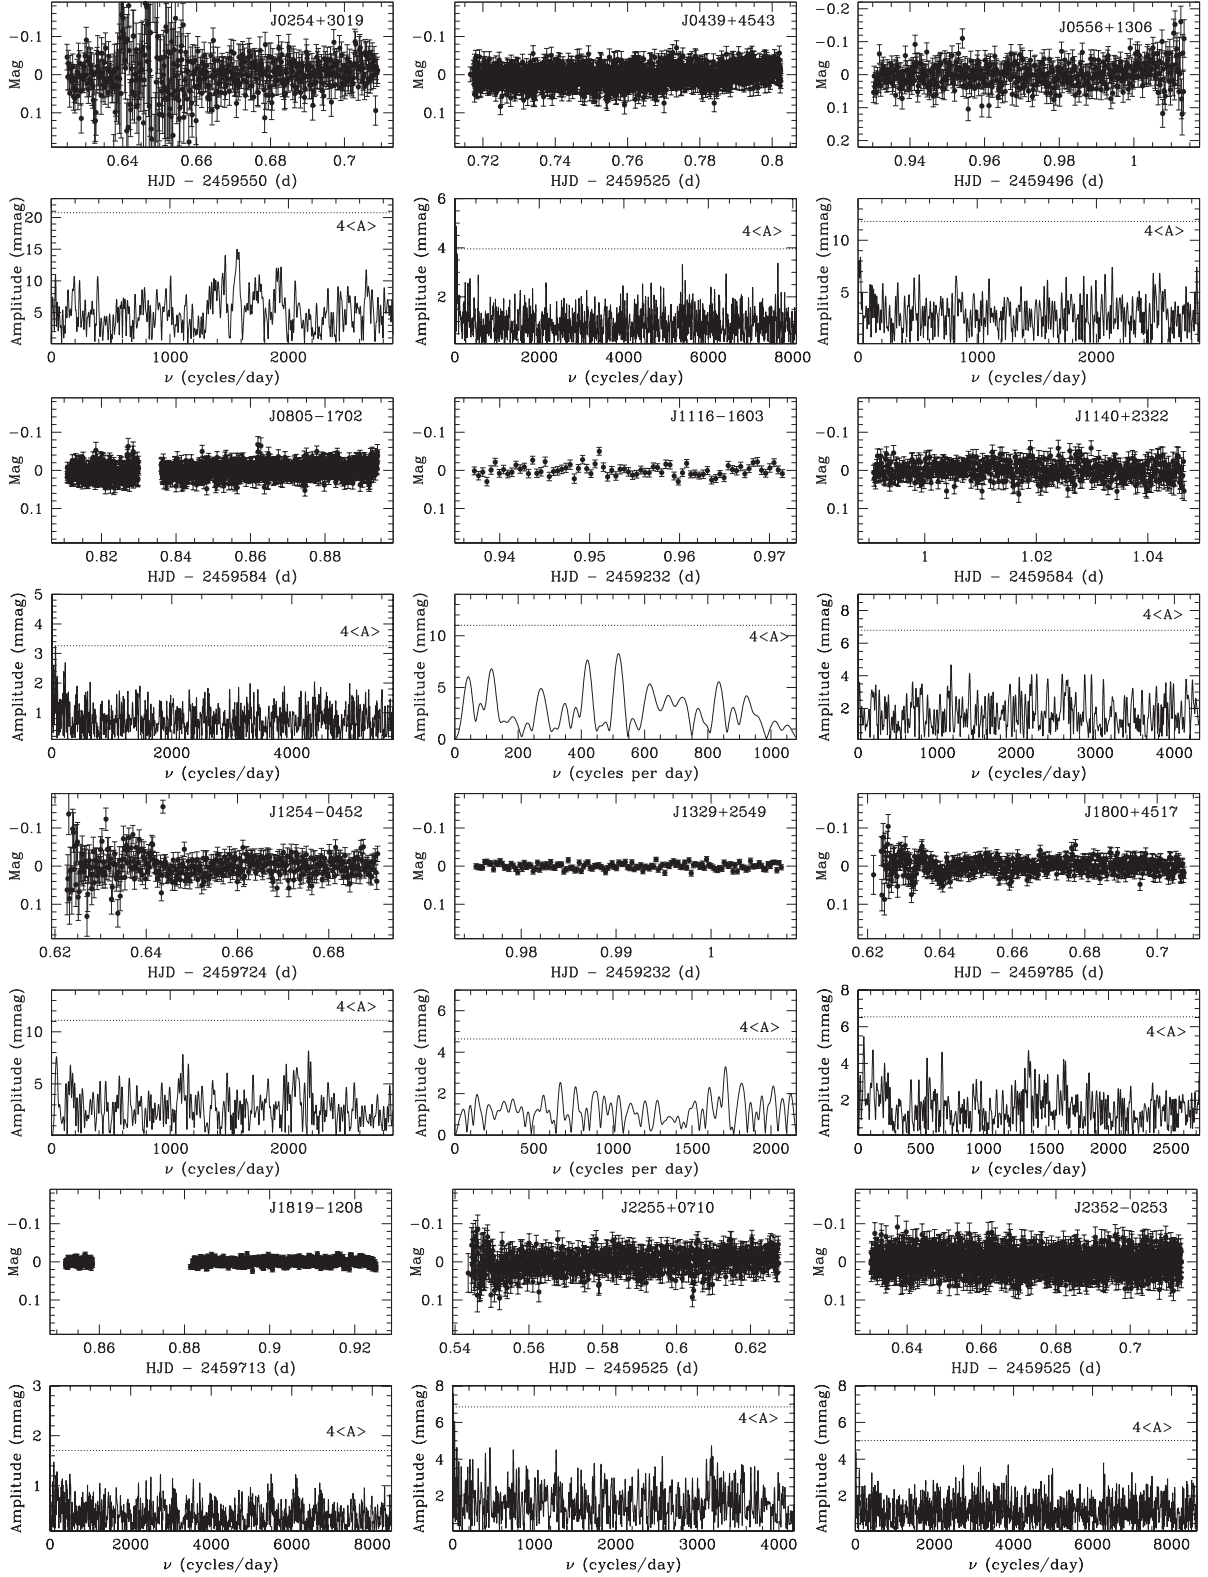 J0254+3019 J0439+4543 J0556+1306
Mag −0.1 0 0.1
Mag −0.1 0 0.1
Mag −0.2 −0.1 0 0.1 0.2
0.64 0.66 0.68 0.7
0.72 0.74 0.76 0.78 0.8
0.94 0.96 0.98 1
HJD − 2459550 (d) HJD − 2459525 (d) HJD − 2459496 (d)
Amplitude (mmag) 20 15 10 5 4<A>
Amplitude (mmag) 6 4 2 4<A>
Amplitude (mmag) 10 5 4<A>
0 1000 2000
0 2000 4000 6000 8000
0 1000 2000
ν (cycles/day) ν (cycles/day) ν (cycles/day)
J0805−1702 J1116−1603 J1140+2322
Mag −0.1 0 0.1
Mag −0.1 0 0.1
Mag −0.1 0 0.1
0.82 0.84 0.86 0.88
0.94 0.95 0.96 0.97
1 1.02 1.04
HJD − 2459584 (d) HJD − 2459232 (d) HJD − 2459584 (d)
Amplitude (mmag) 5 4 3 2 1 4<A>
Amplitude (mmag) 10 5 0 4<A>
Amplitude (mmag) 8 6 4 2 4<A>
0 2000 4000
0 200 400 600 800 1000
0 1000 2000 3000 4000
ν (cycles/day) ν (cycles per day) ν (cycles/day)
J1254−0452 J1329+2549 J1800+4517
Mag −0.1 0 0.1
Mag −0.1 0 0.1
Mag −0.1 0 0.1
0.62 0.64 0.66 0.68
0.98 0.99 1
0.62 0.64 0.66 0.68 0.7
HJD − 2459724 (d) HJD − 2459232 (d) HJD − 2459785 (d)
Amplitude (mmag) 10 5 4<A>
Amplitude (mmag) 6 4 2 0 4<A>
Amplitude (mmag) 8 6 4 2 4<A>
0 1000 2000
0 500 1000 1500 2000
0 500 1000 1500 2000 2500
ν (cycles/day) ν (cycles per day) ν (cycles/day)
J1819−1208 J2255+0710 J2352−0253
Mag −0.1 0 0.1
Mag −0.1 0 0.1
Mag −0.1 0 0.1
0.86 0.88 0.9 0.92
0.54 0.56 0.58 0.6 0.62
0.64 0.66 0.68 0.7
HJD − 2459713 (d) HJD − 2459525 (d) HJD − 2459525 (d)
Amplitude (mmag) 3 2 1 4<A>
Amplitude (mmag) 8 6 4 2 4<A>
Amplitude (mmag) 8 6 4 2 4<A>
0 2000 4000 6000 8000
0 1000 2000 3000 4000
0 2000 4000 6000 8000
ν (cycles/day) ν (cycles/day) ν (cycles/day)